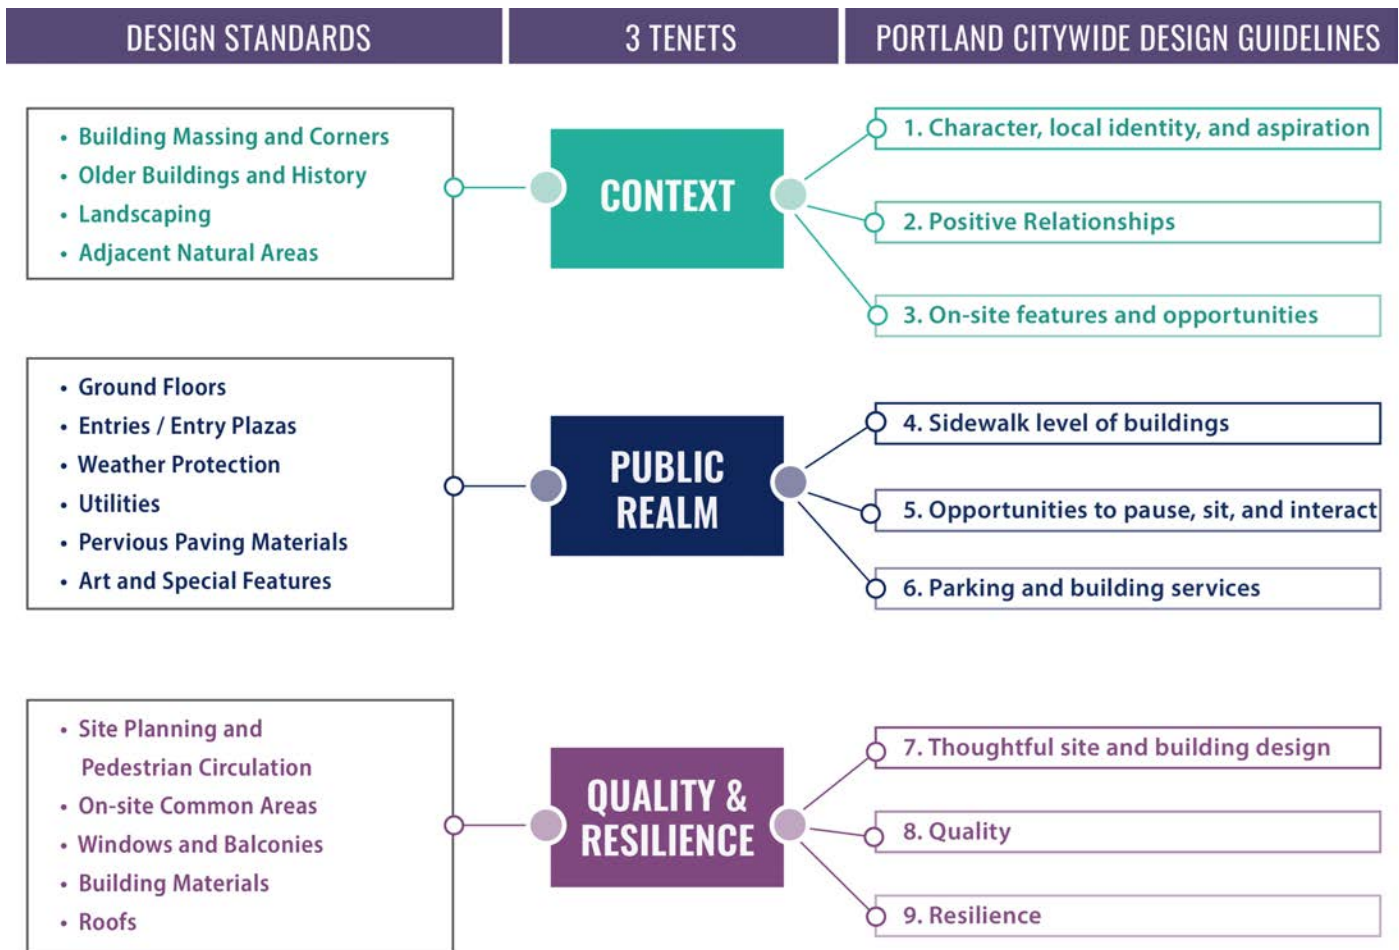 DESIGN STANDARDS
3 TENETS
PORTLAND CITYWIDE DESIGN GUIDELINES
• Building Massing and Corners
• Older Buildings and History
• Landscaping
• Adjacent Natural Areas
CONTEXT
1. Character, local identity, and aspiration
2. Positive Relationships
3. On-site features and opportunities
• Ground Floors
• Entries / Entry Plazas
• Weather Protection
• Utilities
• Pervious Paving Materials
• Art and Special Features
PUBLIC
REALM
4. Sidewalk level of buildings
5. Opportunities to pause, sit, and interact
6. Parking and building services
• Site Planning and
Pedestrian Circulation
• On-site Common Areas
• Windows and Balconies
• Building Materials
• Roofs
QUALITY &
RESILIENCE
7. Thoughtful site and building design
8. Quality
9. Resilience